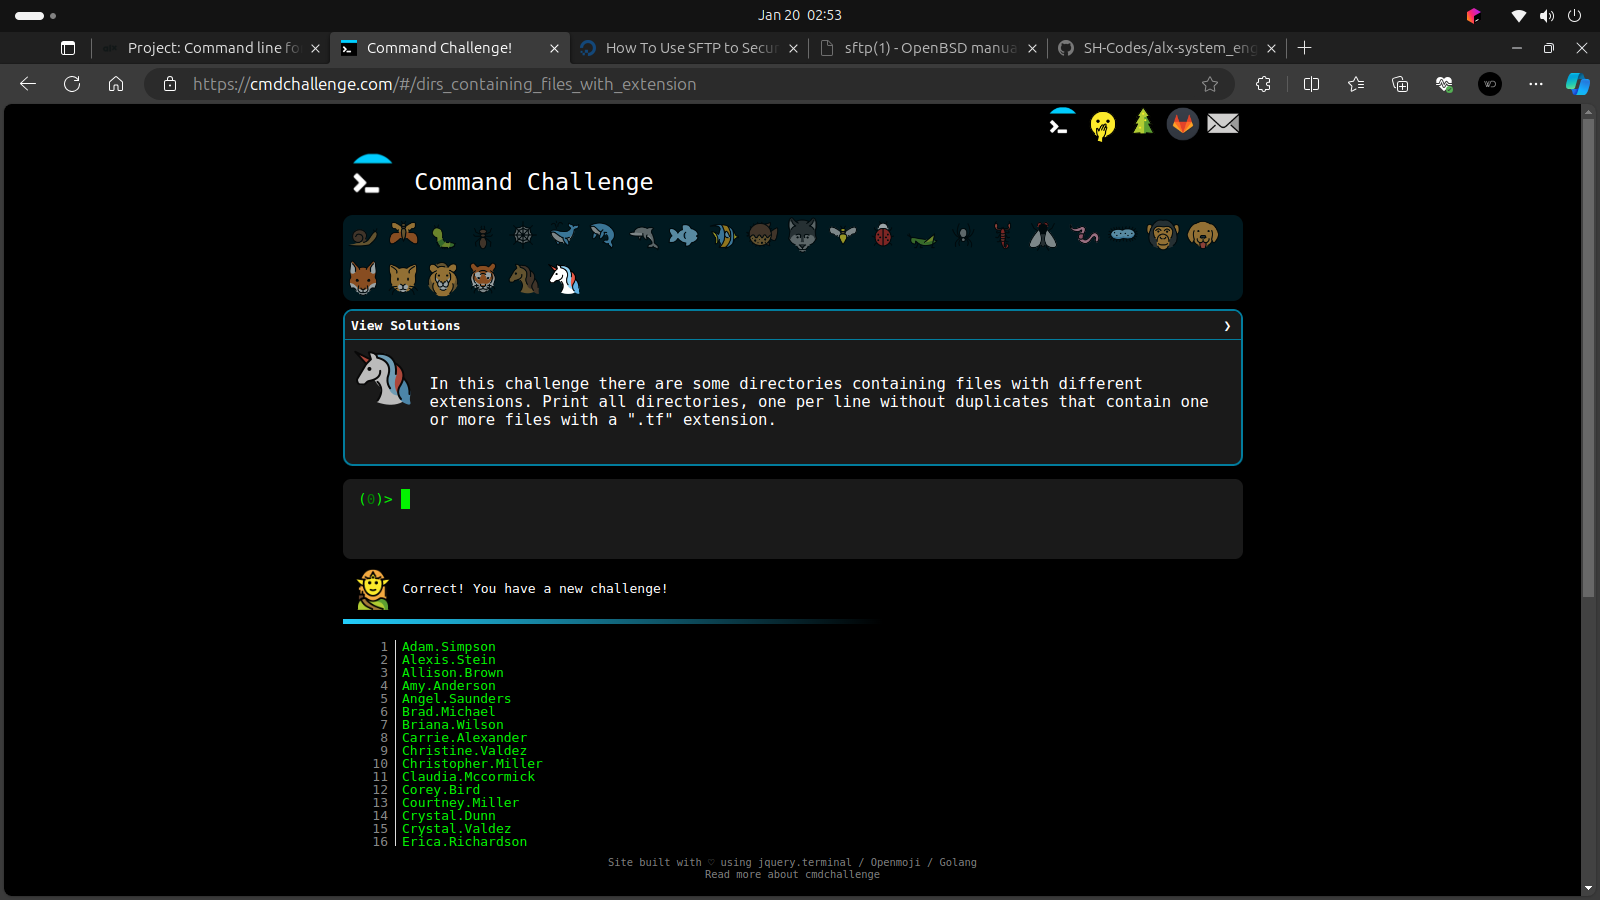 Jan 20 02:53
Project: Command line fo
Command Challenge!
How To Use SFTP to Secur
sftp(1) - OpenBSD manua
SH-Codes/alx-system_eng
https://cmdchallenge.com/#/dirs_containing_files_with_extension
Command Challenge
View Solutions
In this challenge there are some directories containing files with different
extensions. Print all directories, one per line without duplicates that contain one
or more files with a ".tf" extension.
(0)>
Correct! You have a new challenge!
1 Adam.Simpson
2 Alexis.Stein
3 Allison.Brown
4 Amy.Anderson
5 Angel.Saunders
6 Brad.Michael
7 Briana.Wilson
8 Carrie.Alexander
9 Christine.Valdez
10 Christopher.Miller
11 Claudia.Mccormick
12 Corey.Bird
13 Courtney.Miller
14 Crystal.Dunn
15 Crystal.Valdez
16 Erica.Richardson
Site built with ♡ using jquery.terminal / Openmoji / Golang
Read more about cmdchallenge